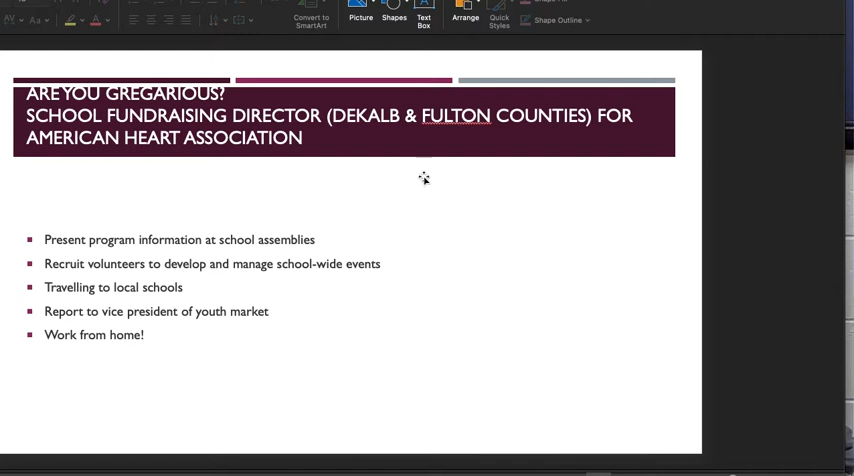 Convert to
SmartArt
Picture
Shapes
Text
Box
Arrange
Quick
Styles
Shape Outline
ARE YOU GREGARIOUS?
SCHOOL FUNDRAISING DIRECTOR (DEKALB & FULTON COUNTIES) FOR
AMERICAN HEART ASSOCIATION
Present program information at school assemblies
Recruit volunteers to develop and manage school-wide events
Travelling to local schools
Report to vice president of youth market
Work from home!